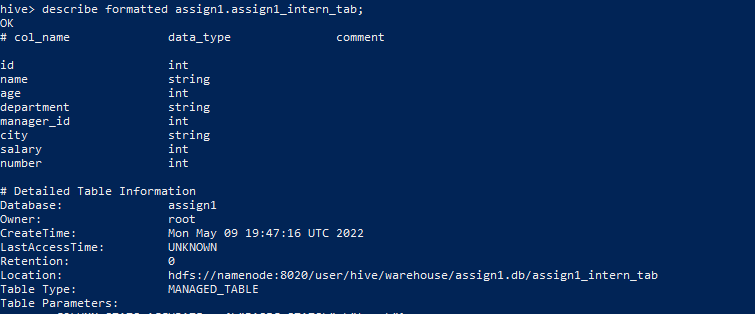 hive> describe formatted assign1.assign1_intern_tab;
OK
# col_name data_type comment
id int
name string
age int
department string
manager_id int
city string
salary int
number int
# Detailed Table Information
Database: assign1
Owner: root
CreateTime: Mon May 09 19:47:16 UTC 2022
LastAccessTime: UNKNOWN
Retention: 0
Location: hdfs://namenode:8020/user/hive/warehouse/assign1.db/assign1_intern_tab
Table Type: MANAGED_TABLE
Table Parameters: